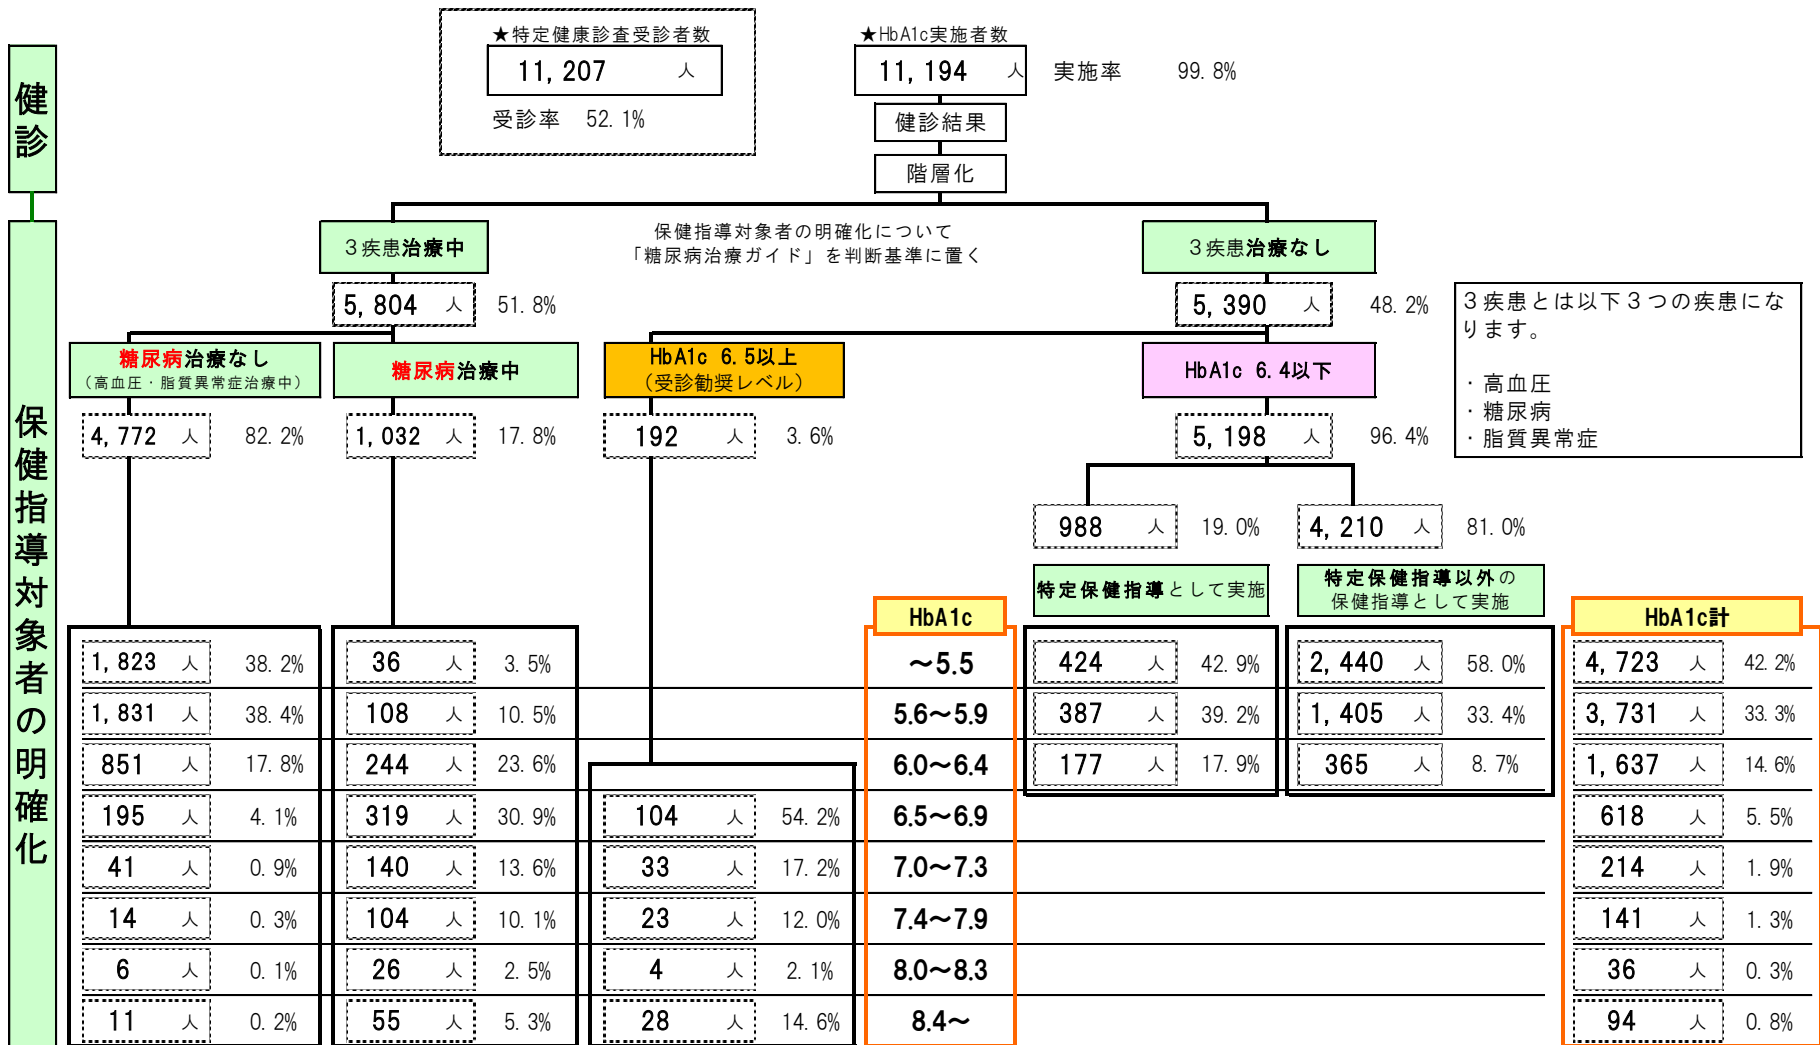 ★特定健康診査受診者数
11,207 人
受診率 52.1%
★HbA1c実施者数
11,194 人 実施率 99.8%
健診結果
階層化
健診
保健指導対象者の明確化
保健指導対象者の明確化について
「糖尿病治療ガイド」を判断基準に置く
3疾患治療中
5,804 人 51.8%
3疾患治療なし
5,390 人 48.2%
3疾患とは以下3つの疾患にな
ります。
・高血圧
・糖尿病
・脂質異常症
糖尿病治療なし
(高血圧・脂質異常症治療中)
4,772 人 82.2%
糖尿病治療中
1,032 人 17.8%
HbA1c 6.5以上
(受診勧奨レベル)
192 人 3.6%
HbA1c 6.4以下
5,198 人 96.4%
988 人 19.0%
4,210 人 81.0%
特定保健指導として実施
特定保健指導以外の
保健指導として実施
HbA1c
HbA1c計
1,823 人 38.2% 36 人 3.5% ～5.5 424 人 42.9% 2,440 人 58.0% 4,723 人 42.2%
1,831 人 38.4% 108 人 10.5% 5.6～5.9 387 人 39.2% 1,405 人 33.4% 3,731 人 33.3%
851 人 17.8% 244 人 23.6% 6.0～6.4 177 人 17.9% 365 人 8.7% 1,637 人 14.6%
195 人 4.1% 319 人 30.9% 104 人 54.2% 6.5～6.9 618 人 5.5%
41 人 0.9% 140 人 13.6% 33 人 17.2% 7.0～7.3 214 人 1.9%
14 人 0.3% 104 人 10.1% 23 人 12.0% 7.4～7.9 141 人 1.3%
6 人 0.1% 26 人 2.5% 4 人 2.1% 8.0～8.3 36 人 0.3%
11 人 0.2% 55 人 5.3% 28 人 14.6% 8.4～ 94 人 0.8%